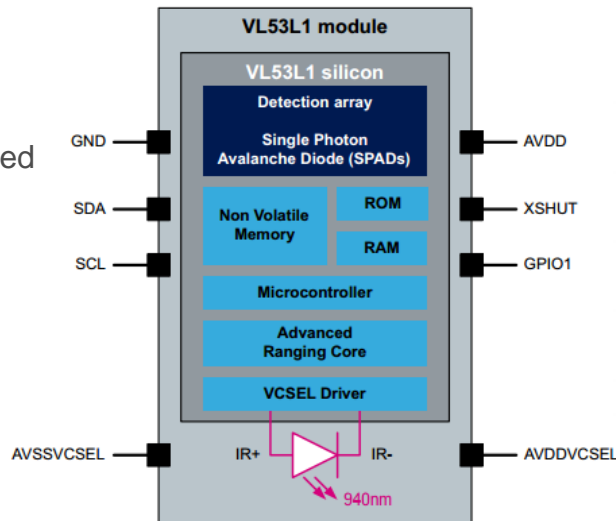 VL53L1 module
VL53L1 silicon
Detection array
Single Photon
Avalanche Diode (SPADs)
ed
GND
AVDD
SDA
XSHUT
SCL
GPIO1
Non Volatile
Memory
ROM
RAM
Microcontroller
Advanced
Ranging Core
VCSEL Driver
AVSSVCSEL
IR+
IR-
AVDDVCSEL
940nm